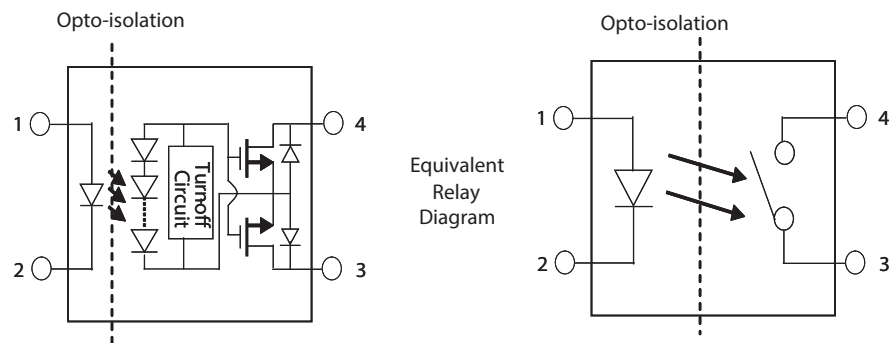 Opto-isolation
1
2
Turnoff
Circuit
4
3
Equivalent
Relay
Diagram
Opto-isolation
1
2
4
3